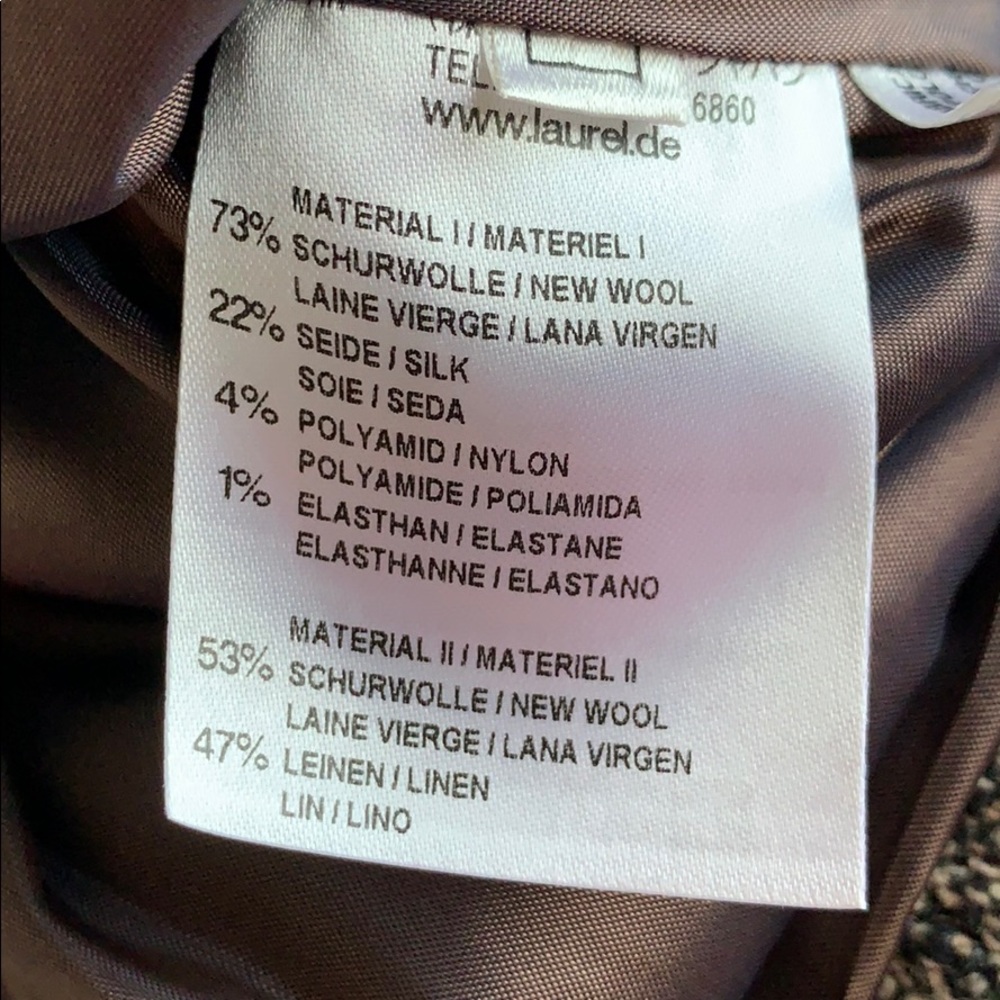 TEL.
6860
www.laurel.de
MATERIAL I / MATERIEL I
73% SCHURWOLLE / NEW WOOL
LAINE VIERGE / LANA VIRGEN
22% SEIDE / SILK
SOIE / SEDA
4% POLYAMID / NYLON
POLYAMIDE / POLIAMIDA
1% ELASTHAN / ELASTANE
ELASTHANNE / ELASTANO
MATERIAL II / MATERIEL II
53% SCHURWOLLE / NEW WOOL
LAINE VIERGE / LANA VIRGEN
47% LEINEN / LINEN
LIN / LINO